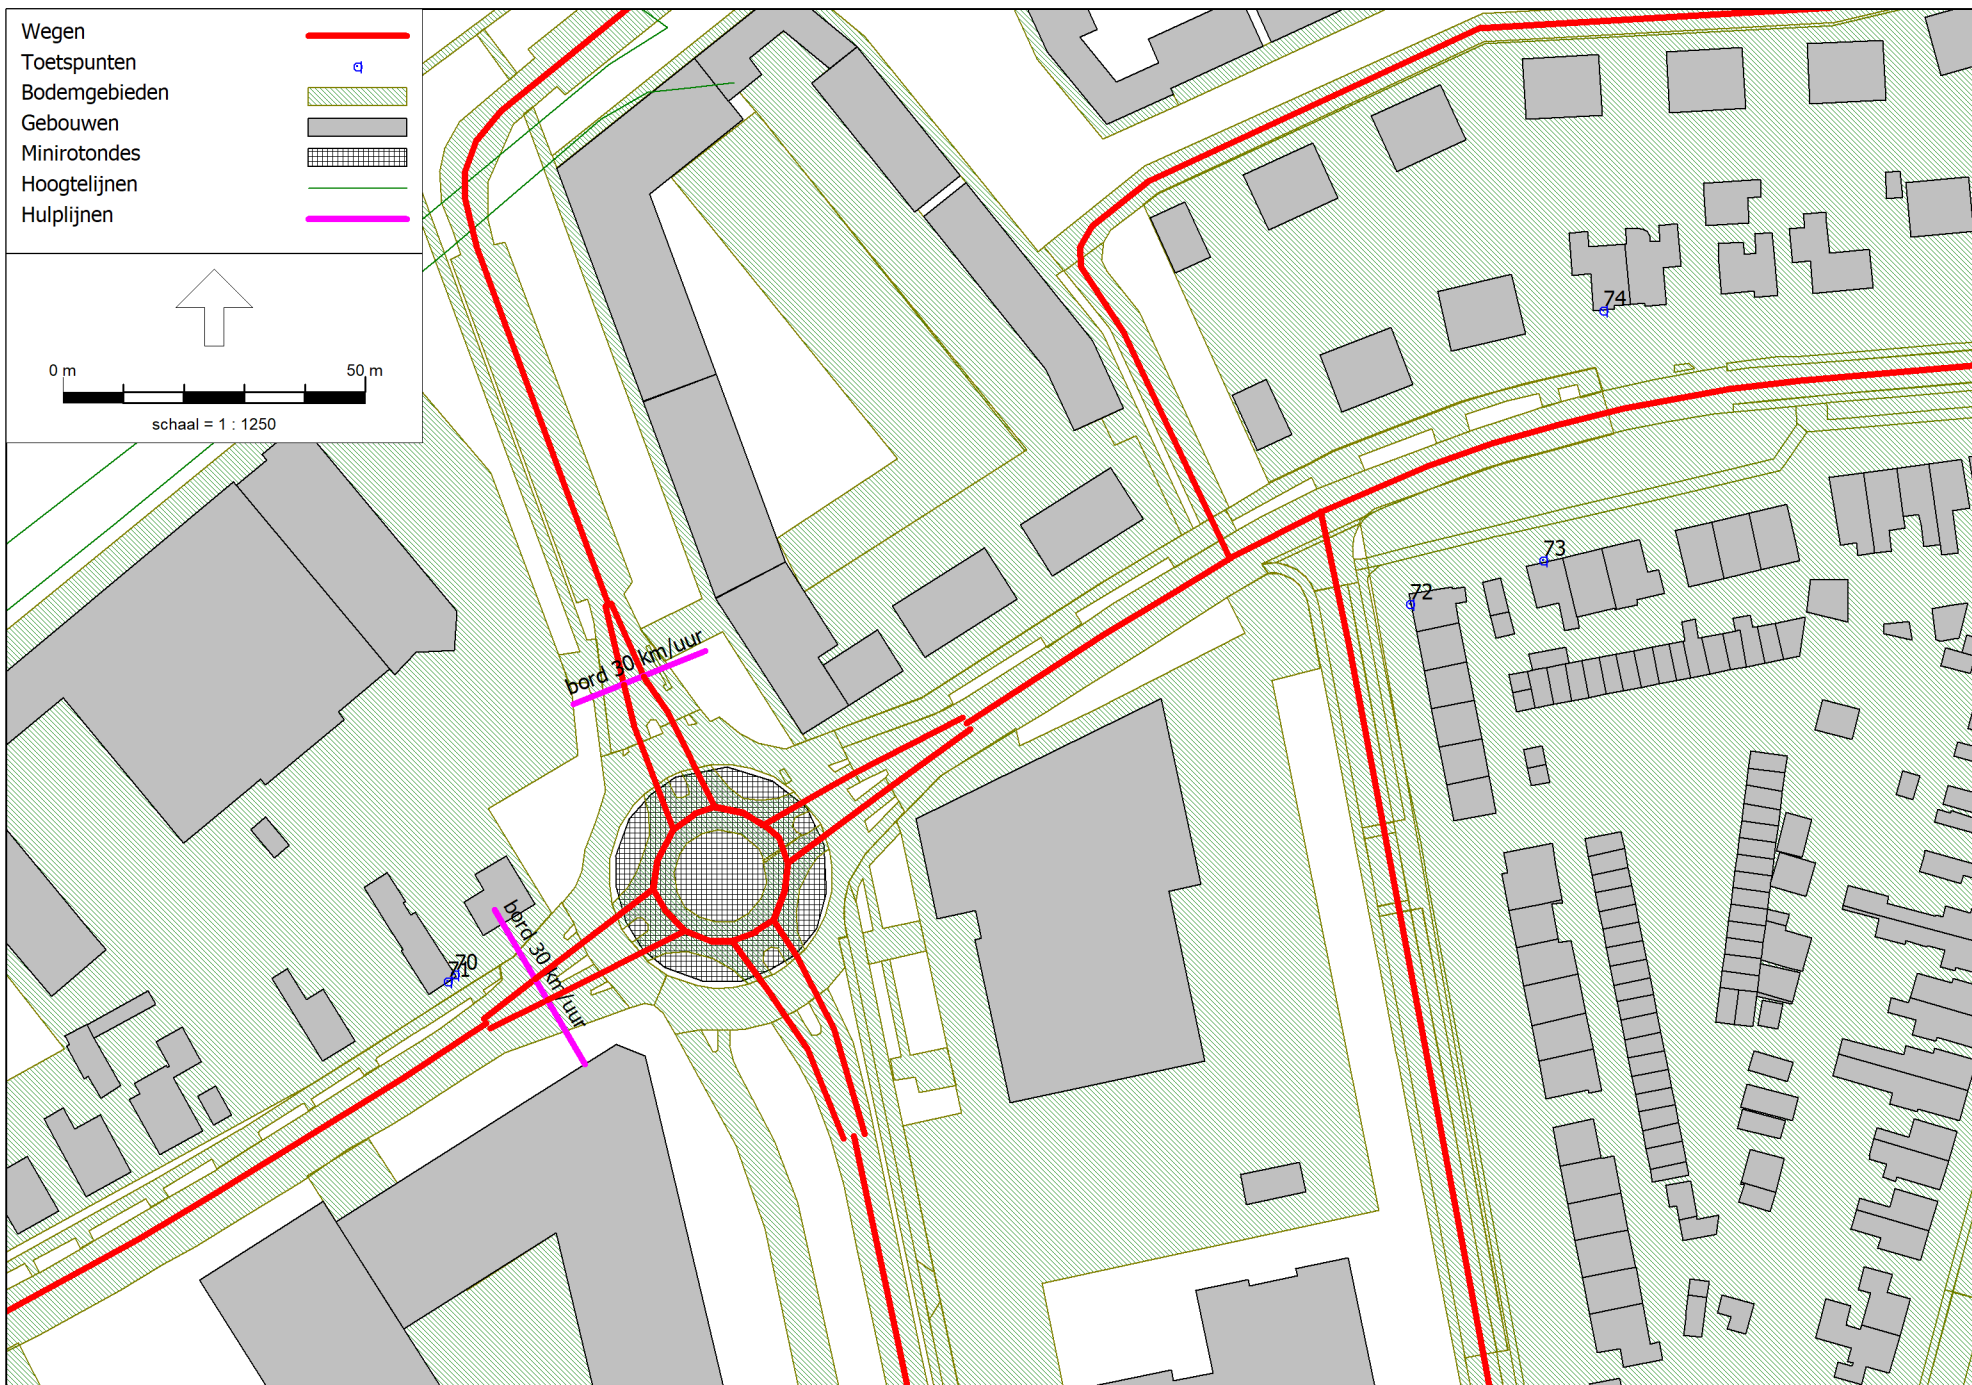 Wegen
Toetspunten
Bodemgebieden
Gebouwen
Minirotondes
Hoogtelijnen
Hulplijnen
0 m 50 m
schaal = 1 : 1250
74
73
72
bord 30 km/uur
bord 30 km/uur
70
71